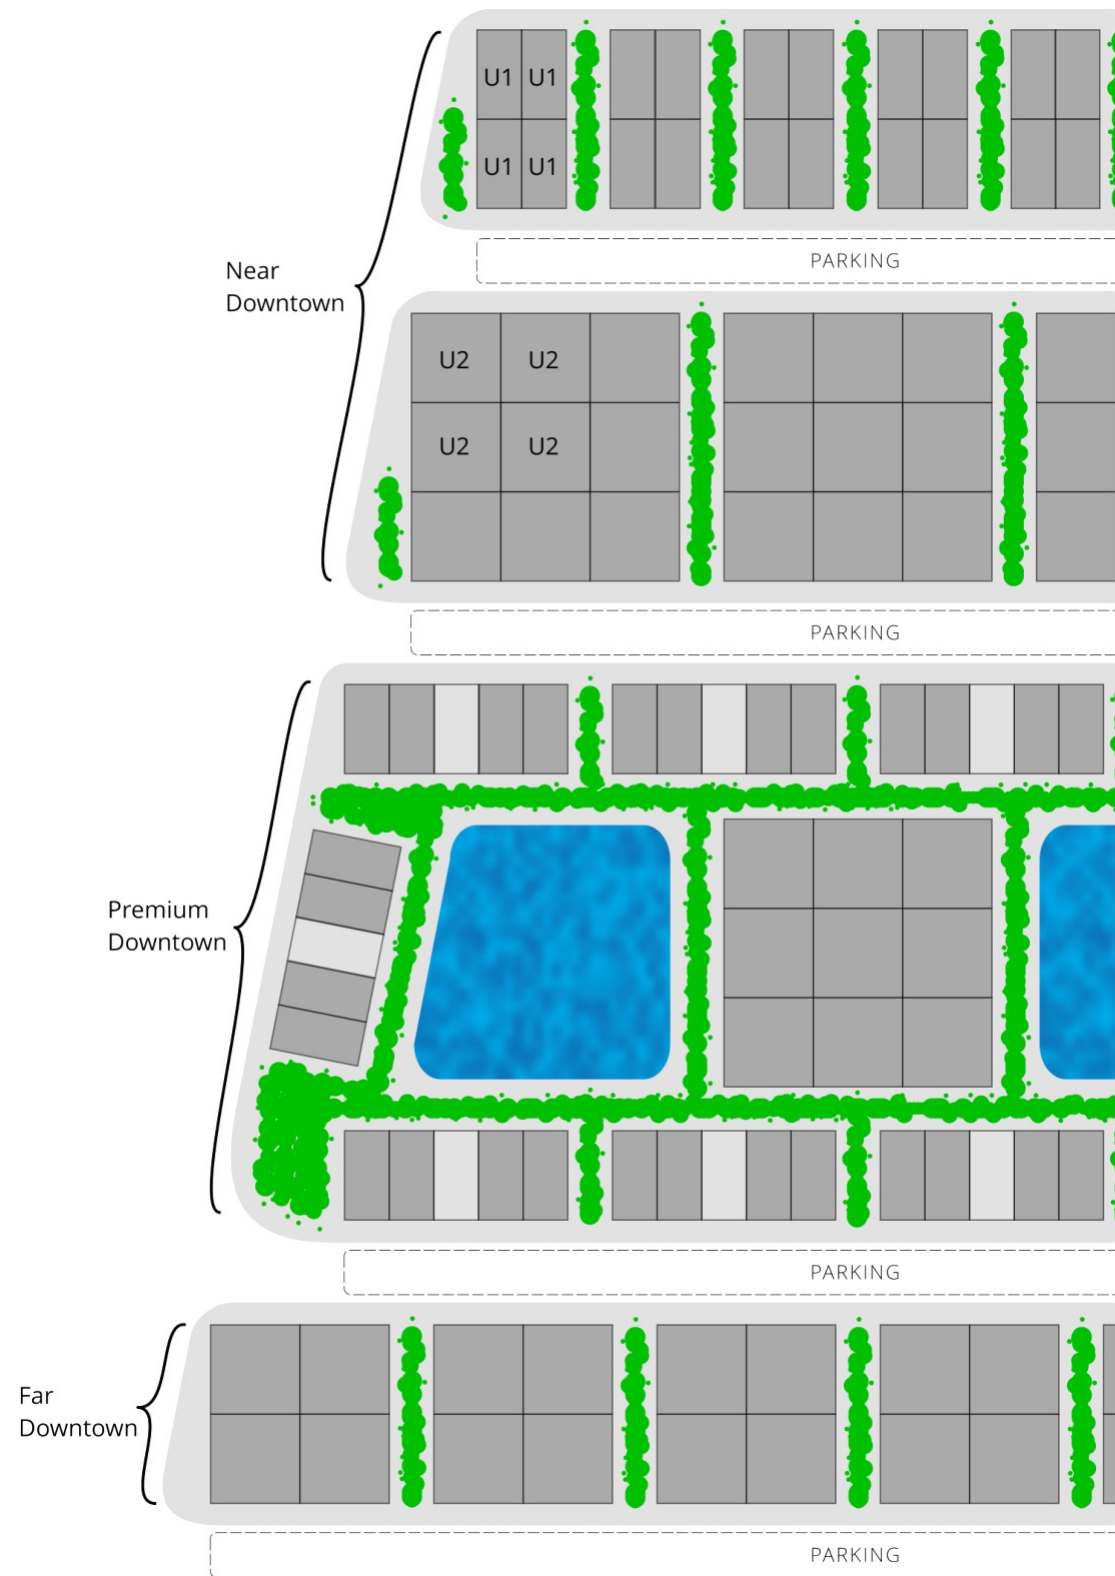 U1 U1
U1 U1
PARKING
Near
Downtown
U2 U2
U2 U2
PARKING
Premium
Downtown
PARKING
Far
Downtown
PARKING